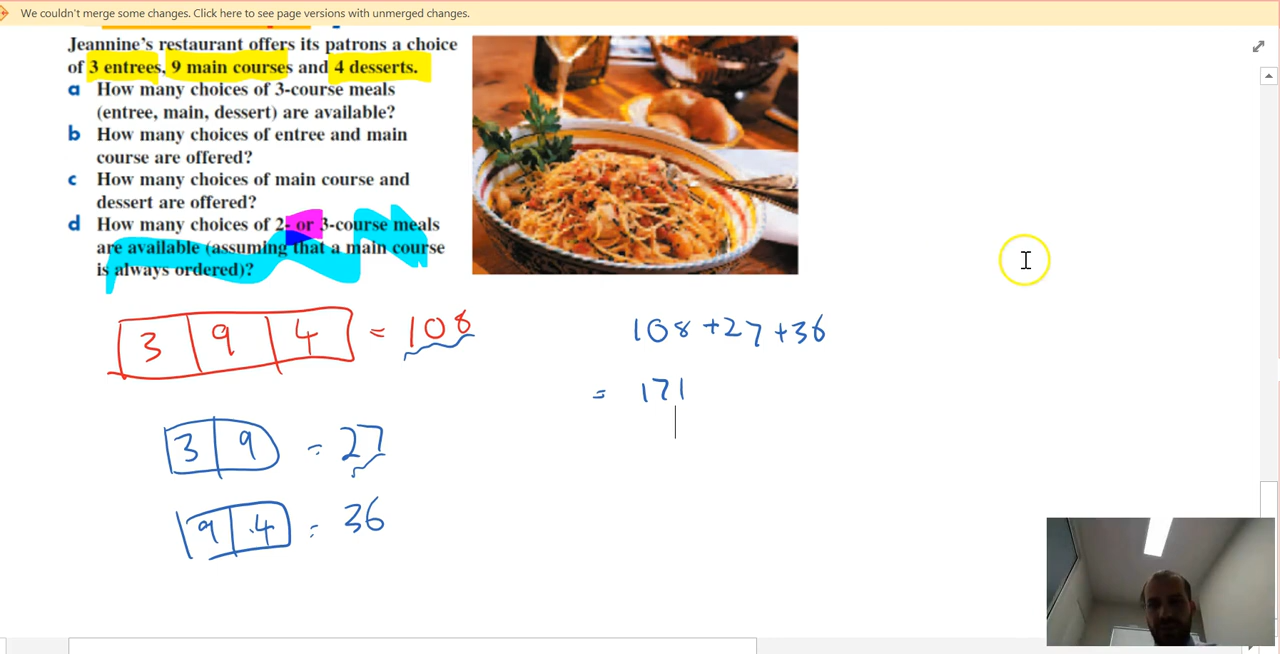 We couldn't merge some changes. Click here to see page versions with unmerged changes.
Jeannine's restaurant offers its patrons a choice
of 3 entrees, 9 main courses and 4 desserts.
a How many choices of 3-course meals
(entree, main, dessert) are available?
b How many choices of entree and main
course are offered?
c How many choices of main course and
dessert are offered?
d How many choices of 2- or 3-course meals
are available (assuming that a main course
is always ordered)?
3 9 4 = 108
108 + 27 + 36
= 171
3 9 = 27
9 4 = 36